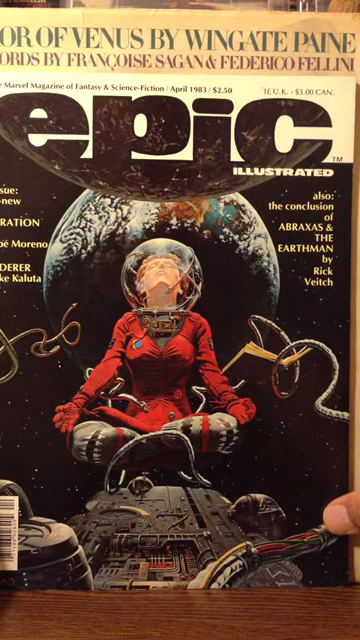 OR OF VENUS BY WINGATE PAINE
ORDS BY FRANÇOISE SAGAN & FEDERICO FELLINI
e Marvel Magazine of Fantasy & Science-Fiction / April 1983 / $2.50
1£ U.K. - $3.00 CAN.
epic
TM
ILLUSTRATED
sue:
-new
RATION
pé Moreno
DERER
ke Kaluta
also:
the conclusion
of
ABRAXAS &
THE
EARTHMAN
by
Rick
Veitch